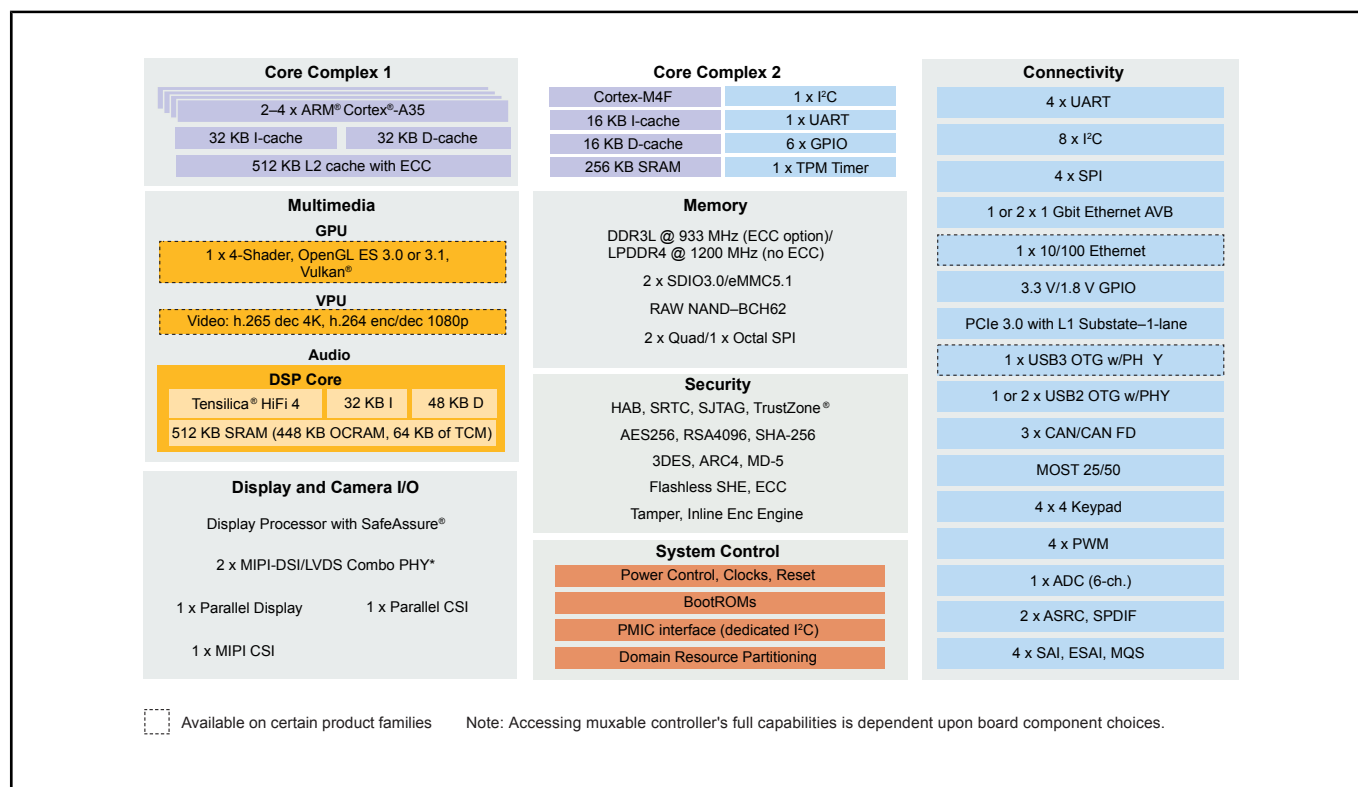 Core Complex 1
2–4 x ARM® Cortex®-A35
32 KB I-cache
32 KB D-cache
512 KB L2 cache with ECC
Multimedia
GPU
1 x 4-Shader, OpenGL ES 3.0 or 3.1,
Vulkan®
VPU
Video: h.265 dec 4K, h.264 enc/dec 1080p
Audio
DSP Core
Tensilica® HiFi 4
32 KB I
48 KB D
512 KB SRAM (448 KB OCRAM, 64 KB of TCM)
Display and Camera I/O
Display Processor with SafeAssure®
2 x MIPI-DSI/LVDS Combo PHY*
1 x Parallel Display
1 x Parallel CSI
1 x MIPI CSI
Core Complex 2
Cortex-M4F
1 x I²C
16 KB I-cache
1 x UART
16 KB D-cache
6 x GPIO
256 KB SRAM
1 x TPM Timer
Memory
DDR3L @ 933 MHz (ECC option)/
LPDDR4 @ 1200 MHz (no ECC)
2 x SDIO3.0/eMMC5.1
RAW NAND–BCH62
2 x Quad/1 x Octal SPI
Security
HAB, SRTC, SJTAG, TrustZone®
AES256, RSA4096, SHA-256
3DES, ARC4, MD-5
Flashless SHE, ECC
Tamper, Inline Enc Engine
System Control
Power Control, Clocks, Reset
BootROMs
PMIC interface (dedicated I²C)
Domain Resource Partitioning
Connectivity
4 x UART
8 x I²C
4 x SPI
1 or 2 x 1 Gbit Ethernet AVB
1 x 10/100 Ethernet
3.3 V/1.8 V GPIO
PCIe 3.0 with L1 Substate–1-lane
1 x USB3 OTG w/PH Y
1 or 2 x USB2 OTG w/PHY
3 x CAN/CAN FD
MOST 25/50
4 x 4 Keypad
4 x PWM
1 x ADC (6-ch.)
2 x ASRC, SPDIF
4 x SAI, ESAI, MQS
Available on certain product families
Note: Accessing muxable controller's full capabilities is dependent upon board component choices.